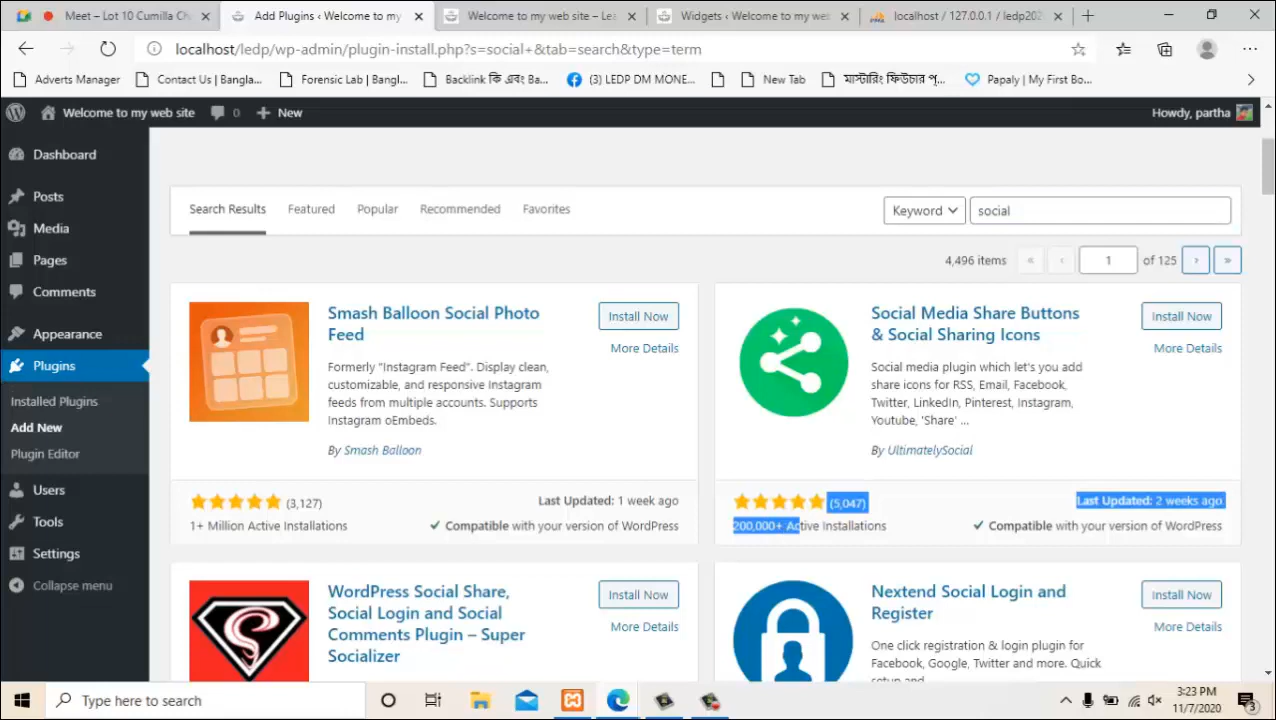 Meet – Lot 10 Cumilla Ch
Add Plugins ‹ Welcome to my
Welcome to my web site – Lea
Widgets ‹ Welcome to my web
localhost / 127.0.0.1 / ledp202
localhost/ledp/wp-admin/plugin-install.php?s=social+&tab=search&type=term
Adverts Manager
Contact Us | Bangla...
Forensic Lab | Bangl...
Backlink কি এবং Ba...
(3) LEDP DM MONE...
New Tab
মাস্টারিং ফিউচার প্...
Papaly | My First Bo...
Welcome to my web site
0
New
Howdy, partha
Dashboard
Posts
Media
Pages
Comments
Appearance
Plugins
Installed Plugins
Add New
Plugin Editor
Users
Tools
Settings
Collapse menu
Search Results
Featured
Popular
Recommended
Favorites
Keyword
social
4,496 items
«
‹
1
of 125
›
»
Smash Balloon Social Photo
Feed
Install Now
More Details
Formerly "Instagram Feed". Display clean,
customizable, and responsive Instagram
feeds from multiple accounts. Supports
Instagram oEmbeds.
By Smash Balloon
(3,127)
Last Updated: 1 week ago
1+ Million Active Installations
Compatible with your version of WordPress
Social Media Share Buttons
& Social Sharing Icons
Install Now
More Details
Social media plugin which let's you add
share icons for RSS, Email, Facebook,
Twitter, LinkedIn, Pinterest, Instagram,
Youtube, 'Share' ...
By UltimatelySocial
(5,047)
Last Updated: 2 weeks ago
200,000+ Active Installations
Compatible with your version of WordPress
WordPress Social Share,
Social Login and Social
Comments Plugin – Super
Socializer
Install Now
More Details
Nextend Social Login and
Register
Install Now
More Details
One click registration & login plugin for
Facebook, Google, Twitter and more. Quick
setup and
Type here to search
3:23 PM
11/7/2020
3